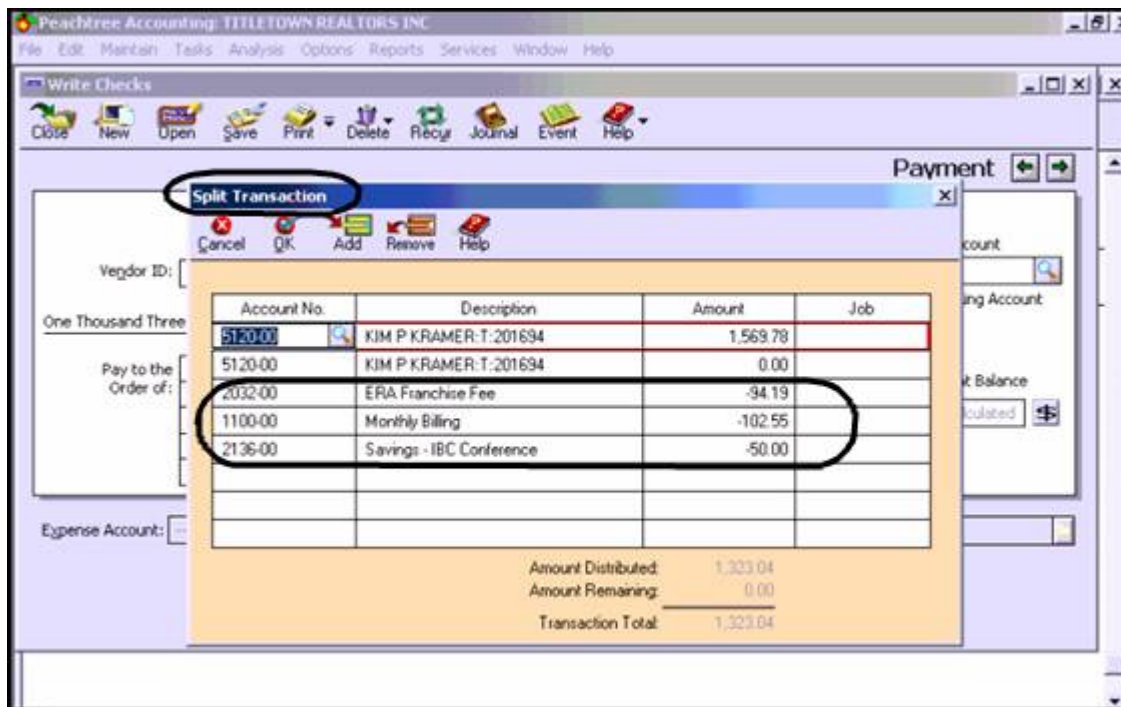 Peachtree Accounting: TITLETOWN REALTORS INC
File Edit Maintain Tasks Analysis Options Reports Services Window Help
Write Checks
Close New Open Save Print Delete Recur Journal Event Help
Payment
Split Transaction
Cancel OK Add Remove Help
count
Vendor ID:
ing Account
One Thousand Three
Account No. Description Amount Job
5120-00 KIM P KRAMER:T:201694 1,569.78
Pay to the
Order of:
5120-00 KIM P KRAMER:T:201694 0.00
t Balance
2032-00 ERA Franchise Fee -94.19
culated
1100-00 Monthly Billing -102.55
2136-00 Savings - IBC Conference -50.00
Expense Account:
Amount Distributed: 1,323.04
Amount Remaining: 0.00
Transaction Total: 1,323.04